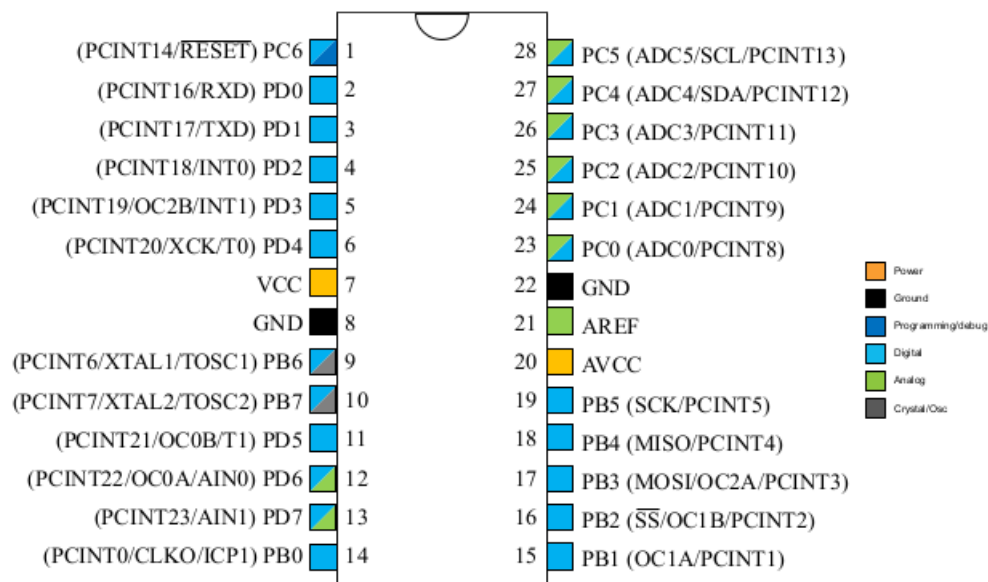 (PCINT14/RESET) PC6 1
(PCINT16/RXD) PD0 2
(PCINT17/TXD) PD1 3
(PCINT18/INT0) PD2 4
(PCINT19/OC2B/INT1) PD3 5
(PCINT20/XCK/T0) PD4 6
VCC 7
GND 8
(PCINT6/XTAL1/TOSC1) PB6 9
(PCINT7/XTAL2/TOSC2) PB7 10
(PCINT21/OC0B/T1) PD5 11
(PCINT22/OC0A/AIN0) PD6 12
(PCINT23/AIN1) PD7 13
(PCINT0/CLKO/ICP1) PB0 14
28 PC5 (ADC5/SCL/PCINT13)
27 PC4 (ADC4/SDA/PCINT12)
26 PC3 (ADC3/PCINT11)
25 PC2 (ADC2/PCINT10)
24 PC1 (ADC1/PCINT9)
23 PC0 (ADC0/PCINT8)
22 GND
21 AREF
20 AVCC
19 PB5 (SCK/PCINT5)
18 PB4 (MISO/PCINT4)
17 PB3 (MOSI/OC2A/PCINT3)
16 PB2 (SS/OC1B/PCINT2)
15 PB1 (OC1A/PCINT1)
Power
Ground
Programming/debug
Digital
Analog
Crystal/Osc